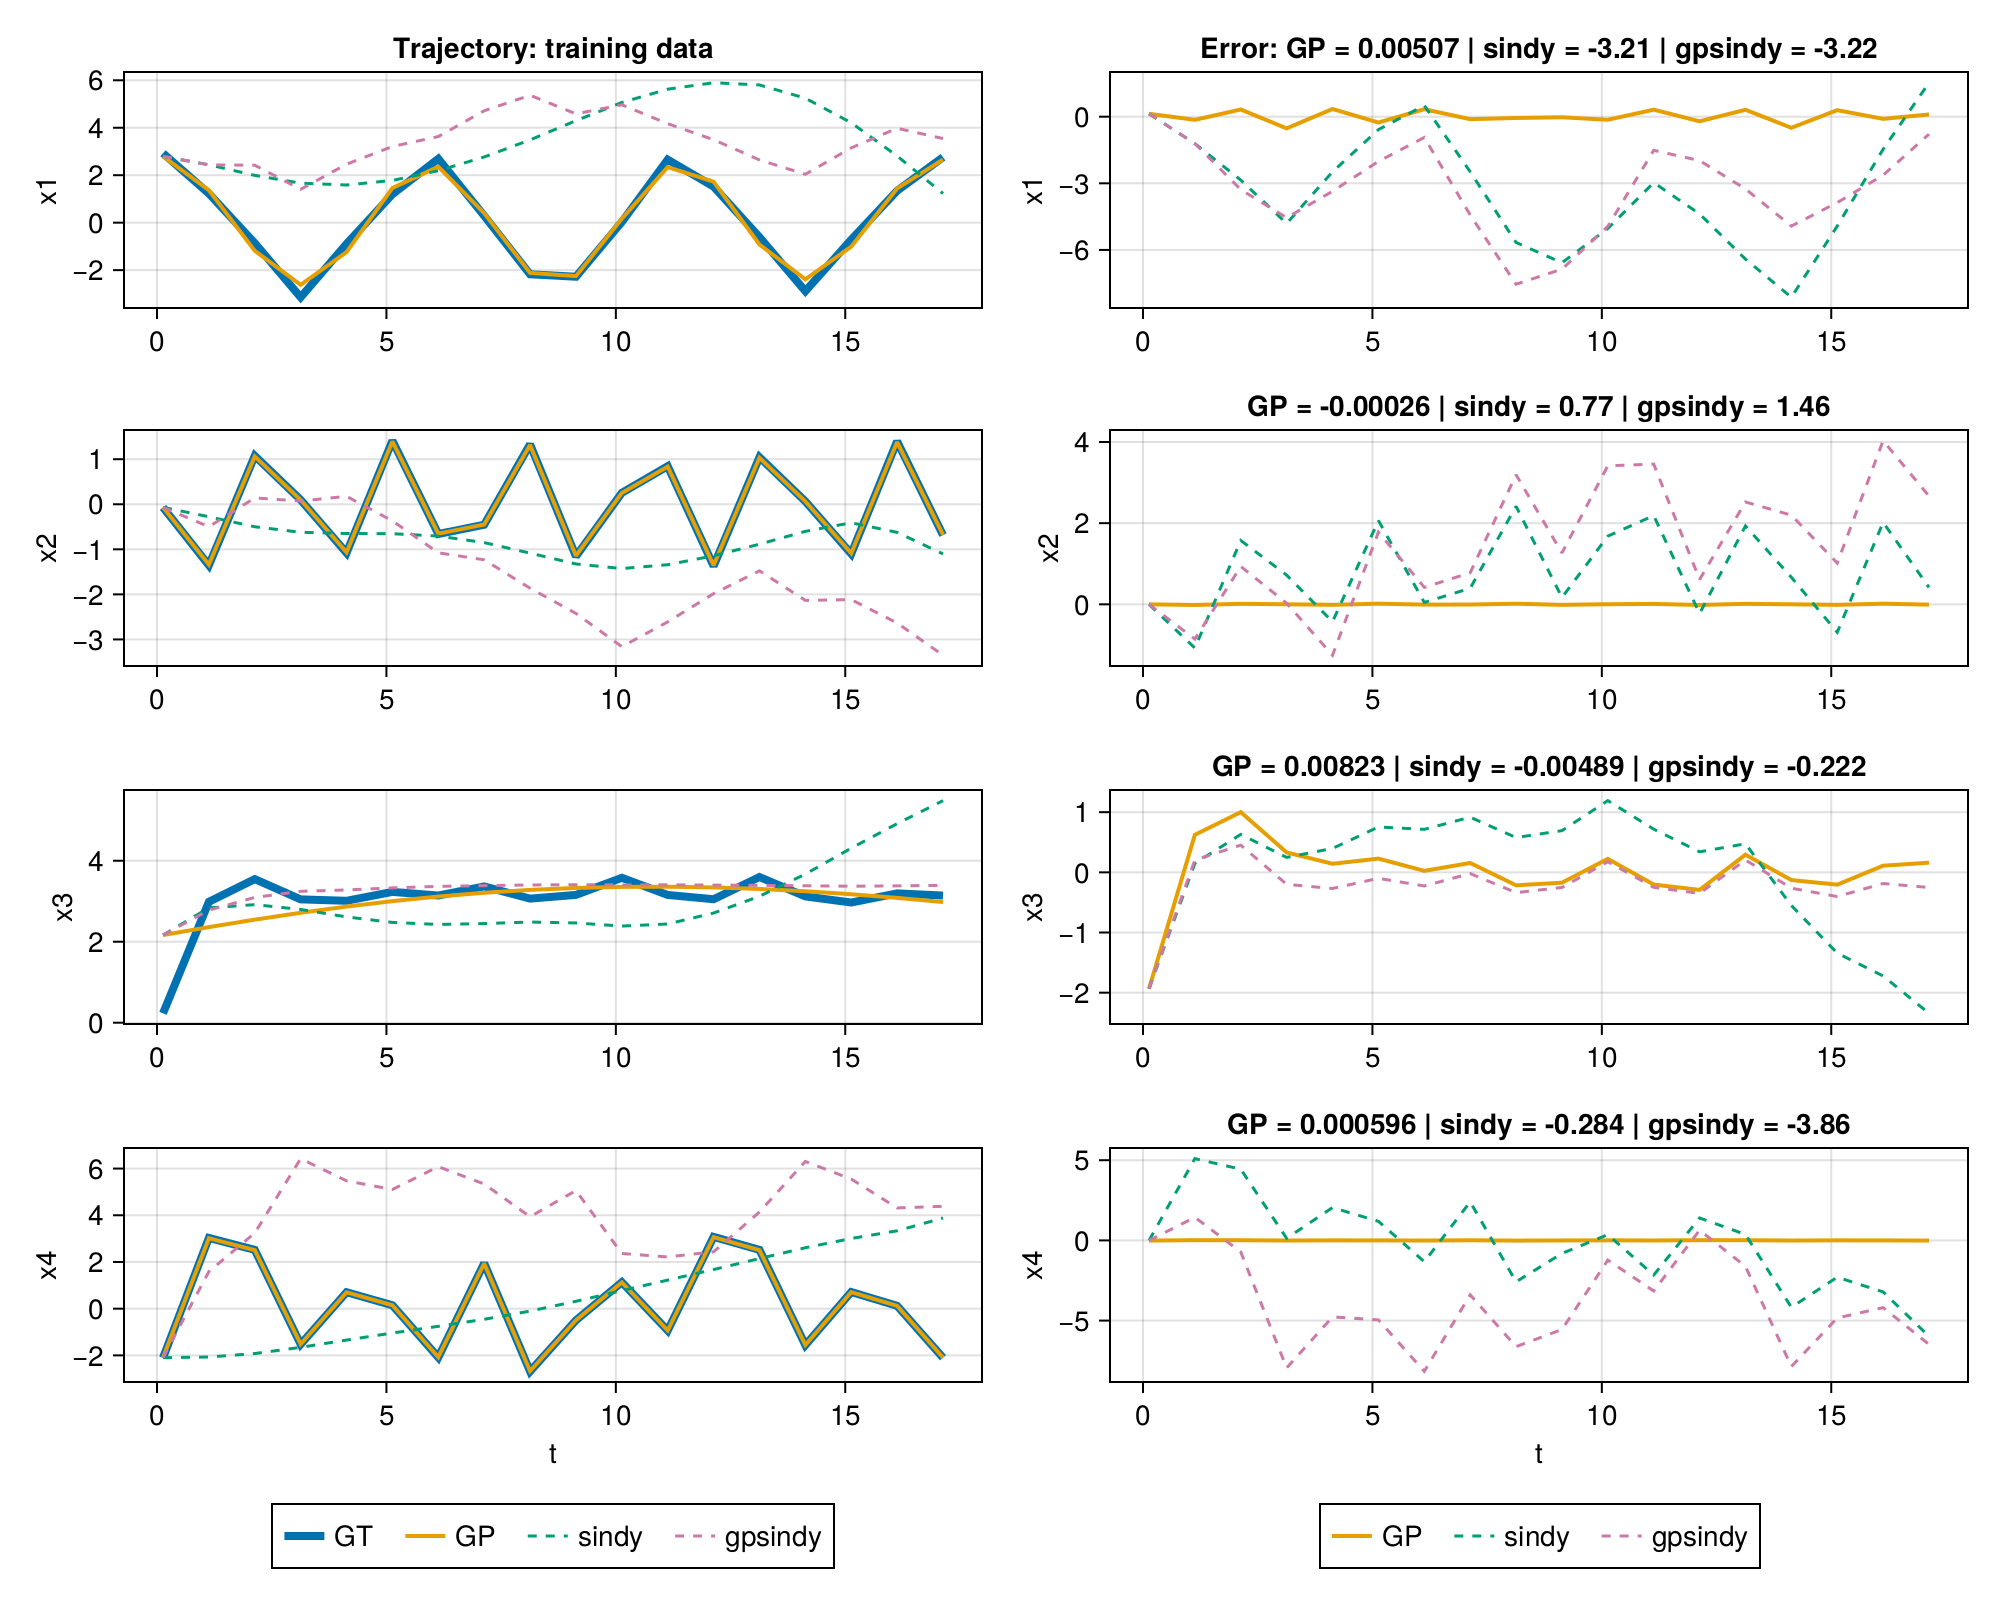 Trajectory: training data
Error: GP = 0.00507 | sindy = -3.21 | gpsindy = -3.22
x1
6
4
2
0
−2
0 5 10 15
x1
0
−3
−6
0 5 10 15
GP = -0.00026 | sindy = 0.77 | gpsindy = 1.46
x2
1
0
−1
−2
−3
0 5 10 15
x2
4
2
0
0 5 10 15
GP = 0.00823 | sindy = -0.00489 | gpsindy = -0.222
x3
4
2
0
0 5 10 15
x3
1
0
−1
−2
0 5 10 15
GP = 0.000596 | sindy = -0.284 | gpsindy = -3.86
x4
6
4
2
0
−2
0 5 10 15
t
x4
5
0
−5
0 5 10 15
t
GT GP sindy gpsindy
GP sindy gpsindy